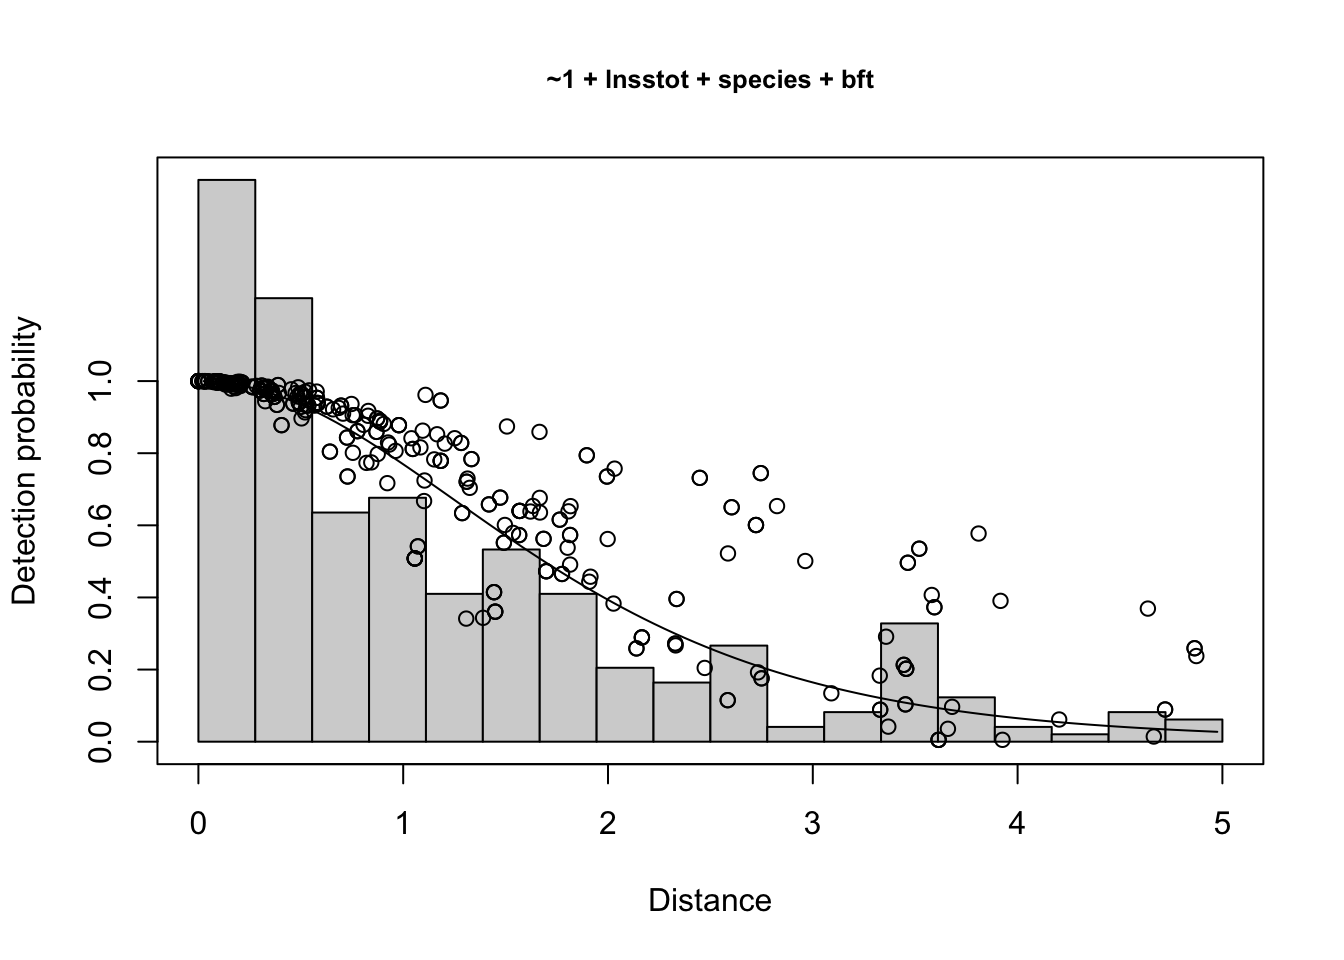 ~1 + lnsstot + species + bft
Detection probability
1.0
0.8
0.6
0.4
0.2
0.0
0 1 2 3 4 5
Distance